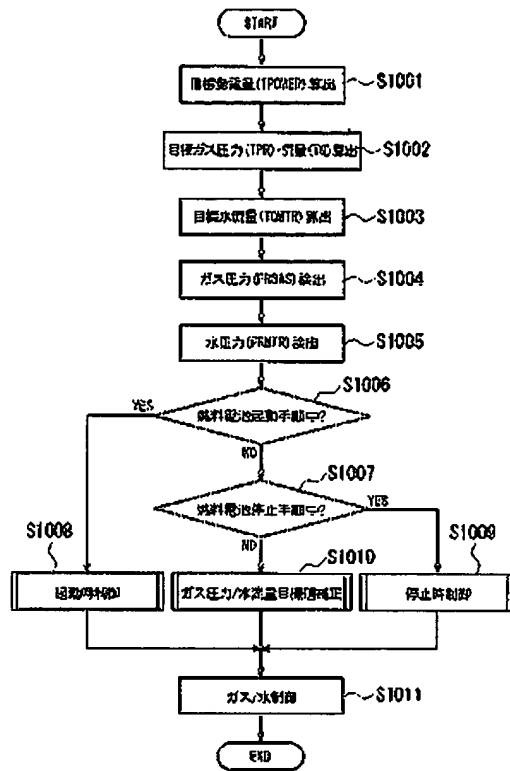 START
目標発電量(TPOWER)算出
S1001
目標ガス圧力(TPR)・流量(TQ)算出
S1002
目標水流量(TQWTR)算出
S1003
ガス圧力(PRGAS)検出
S1004
水圧力(PRWTR)検出
S1005
S1006
YES
燃料電池起動手順中?
NO
S1007
燃料電池停止手順中?
YES
NO
S1008
S1010
S1009
起動時制御
ガス圧力/水流量目標値補正
停止時制御
ガス/水制御
S1011
END